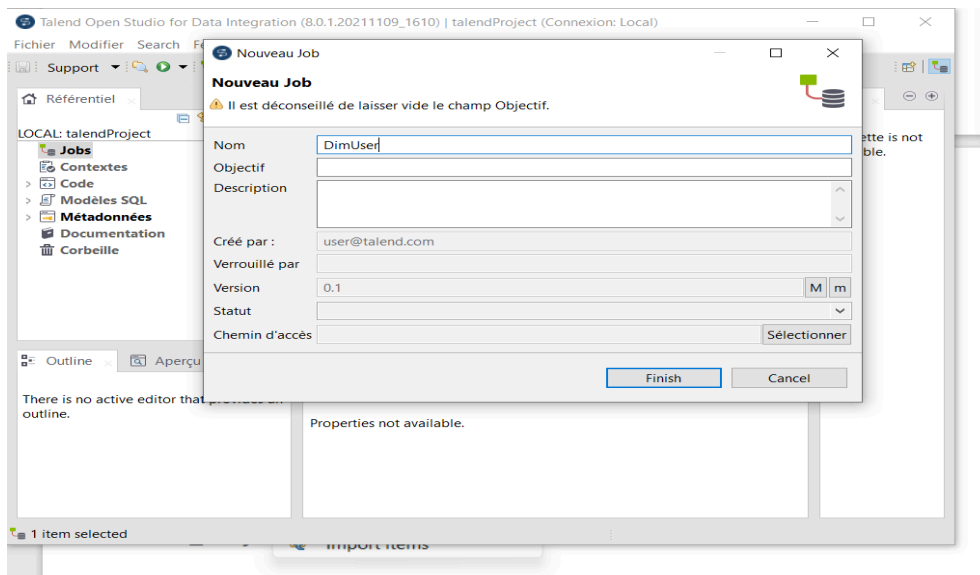 Talend Open Studio for Data Integration (8.0.1.20211109_1610) | talendProject (Connexion: Local)
Fichier Modifier Search
Support
Référentiel
LOCAL: talendProject
Jobs
Contextes
Code
Modèles SQL
Métadonnées
Documentation
Corbeille
Nouveau Job
Nouveau Job
Il est déconseillé de laisser vide le champ Objectif.
Nom DimUser
Objectif
Description
Créé par : user@talend.com
Verrouillé par
Version 0.1 M m
Statut
Chemin d'accès Sélectionner
Finish Cancel
is not
Outline Aperçu
There is no active editor that
outline.
Properties not available.
1 item selected
Import items